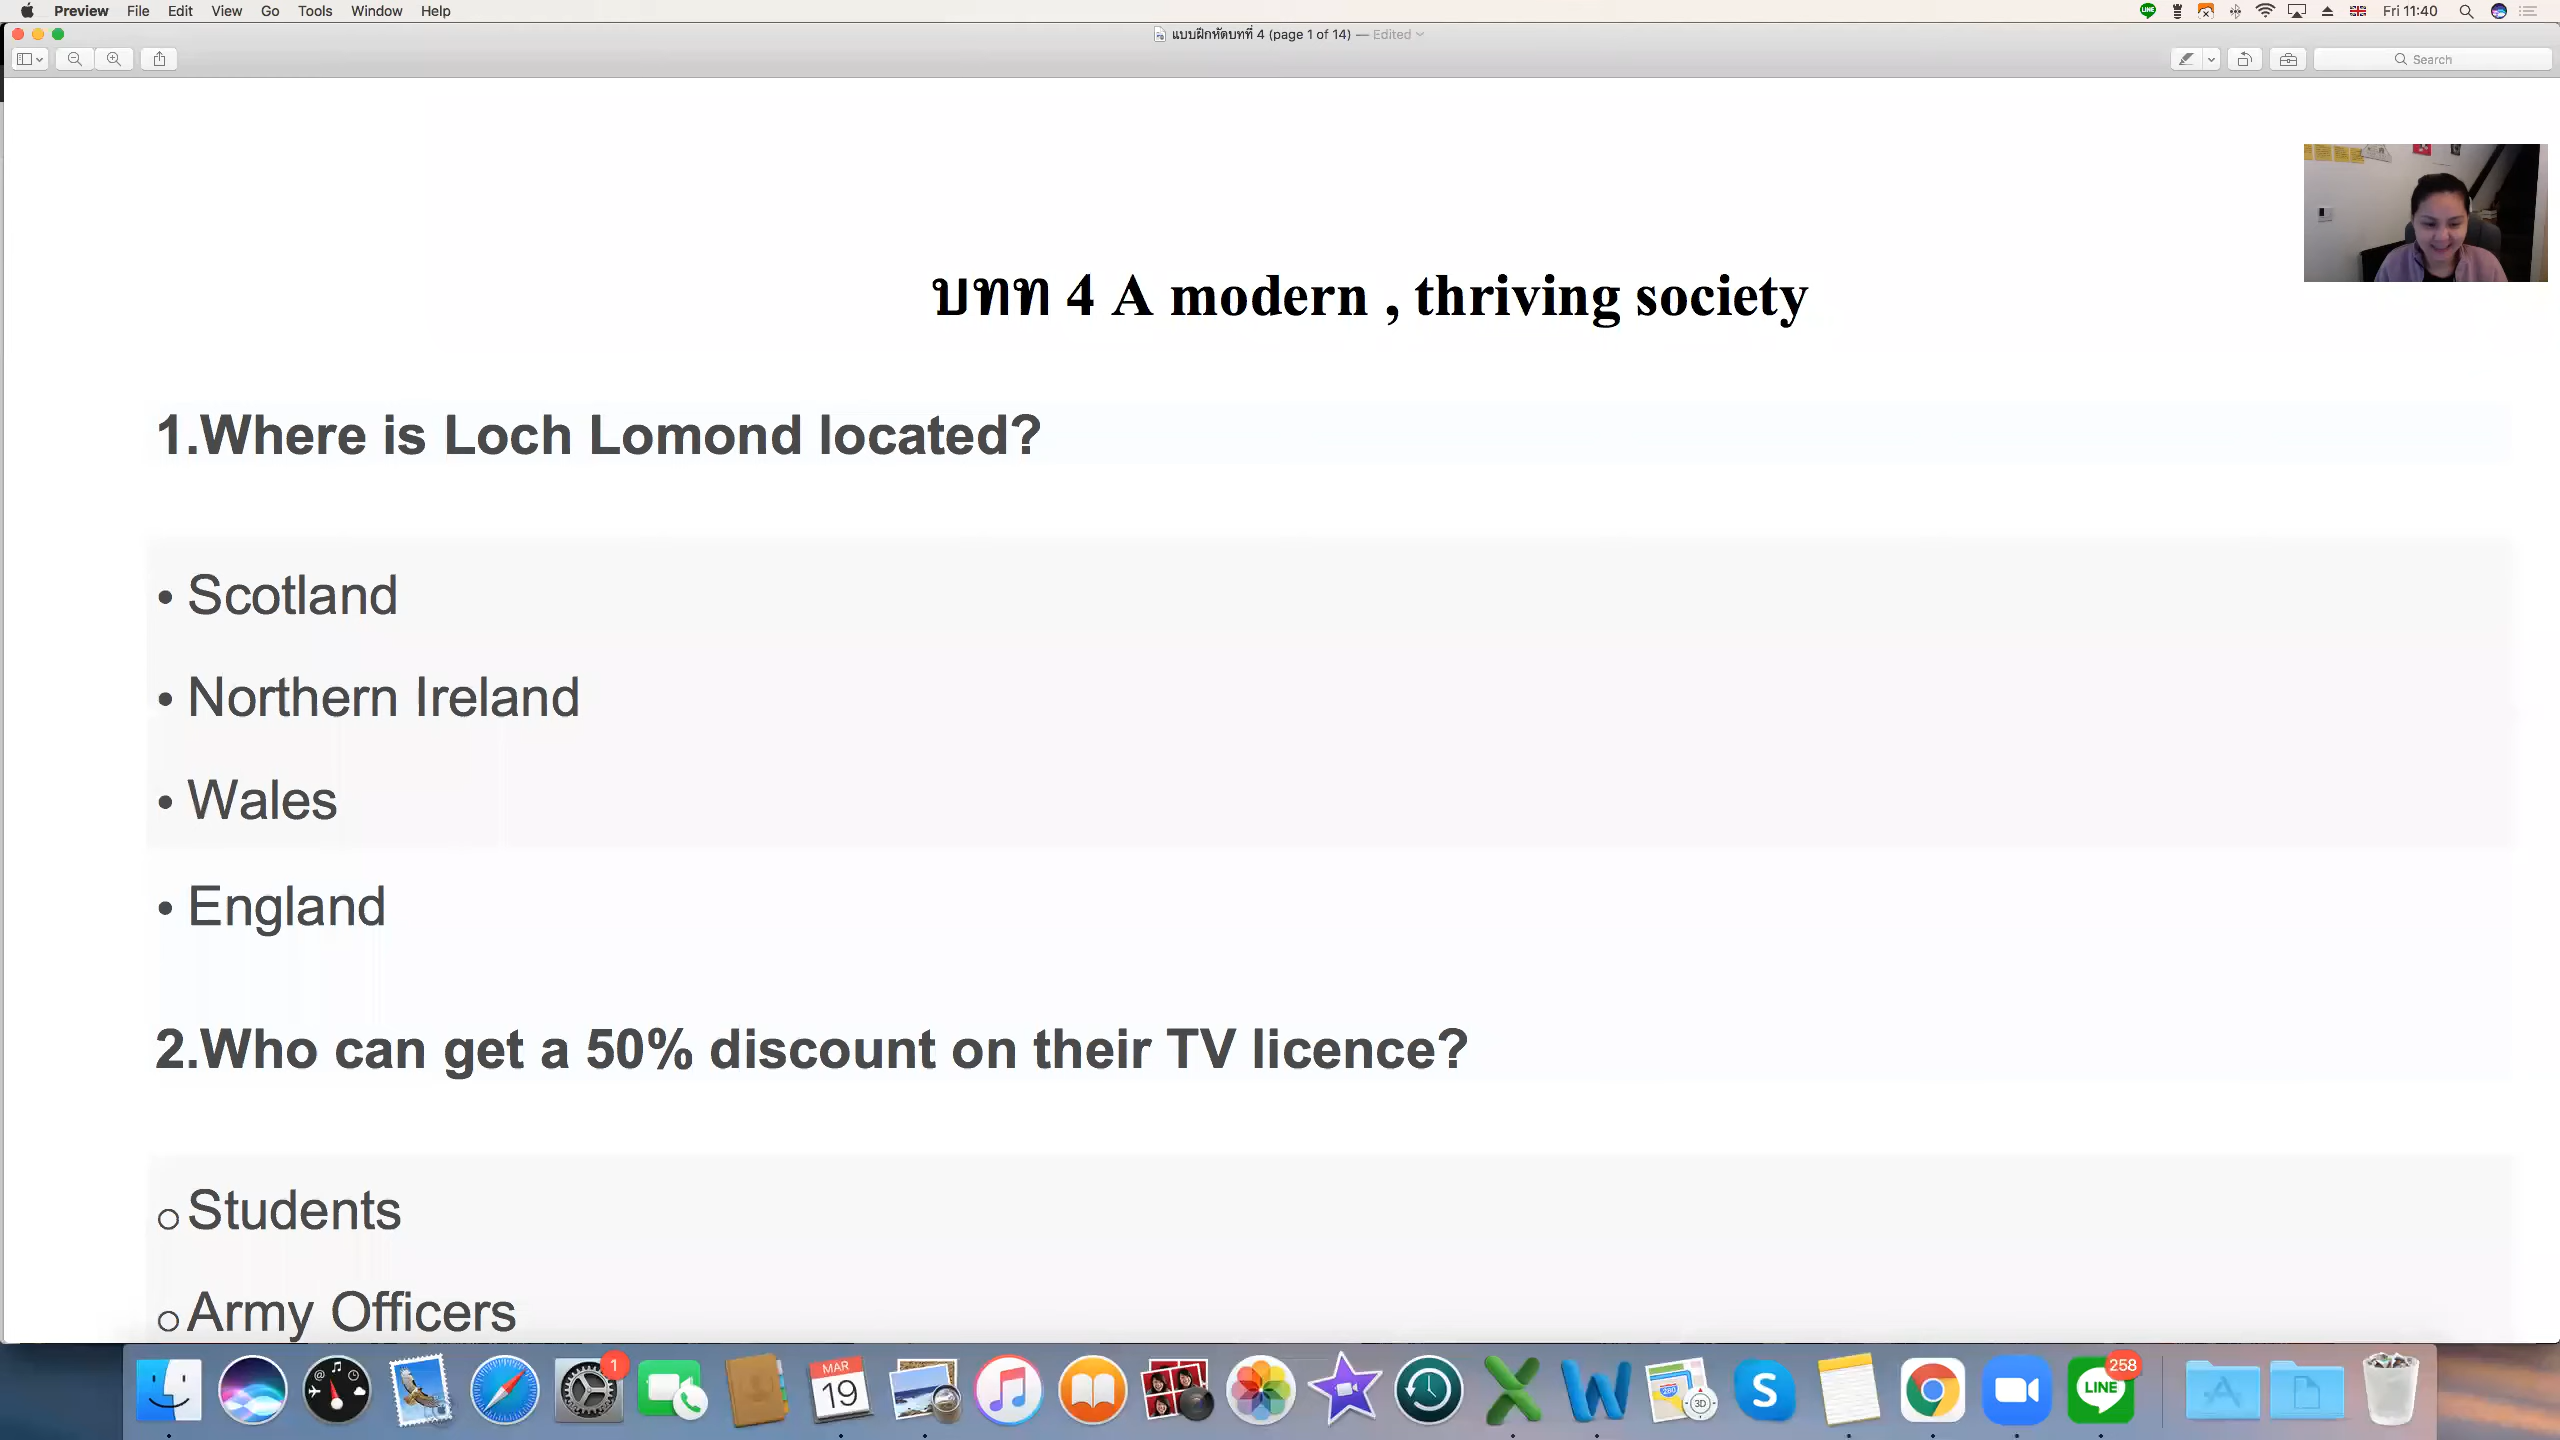 Preview File Edit View Go Tools Window Help
Fri 11:40
แบบฝึกหัดบทที่ 4 (page 1 of 14) — Edited
Search
บทท 4 A modern , thriving society
1.Where is Loch Lomond located?
• Scotland
• Northern Ireland
• Wales
• England
2.Who can get a 50% discount on their TV licence?
o Students
o Army Officers
1
MAR
19
280
3D
258
LINE